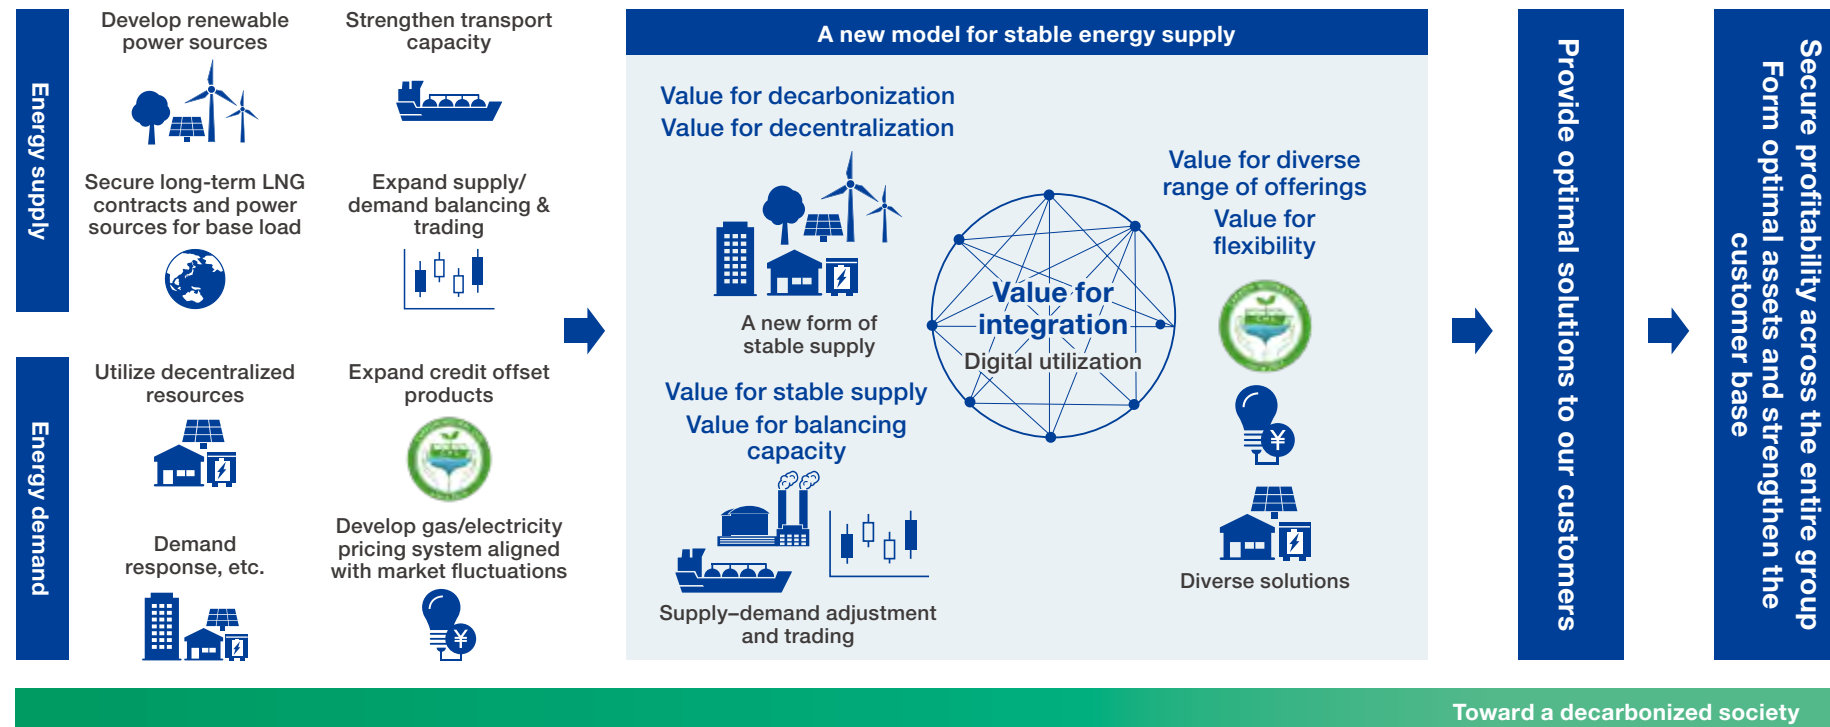 Energy supply
Develop renewable
power sources
Strengthen transport
capacity
Secure long-term LNG
contracts and power
sources for base load
Expand supply/
demand balancing &
trading
Energy demand
Utilize decentralized
resources
Expand credit offset
products
Demand
response, etc.
Develop gas/electricity
pricing system aligned
with market fluctuations
¥
A new model for stable energy supply
Value for decarbonization
Value for decentralization
A new form of
stable supply
Value for stable supply
Value for balancing
capacity
Supply–demand adjustment
and trading
Value for
integration
Digital utilization
Value for diverse
range of offerings
Value for
flexibility
¥
Diverse solutions
Provide optimal solutions to our customers
Secure profitability across the entire group
Form optimal assets and strengthen the
customer base
Toward a decarbonized society